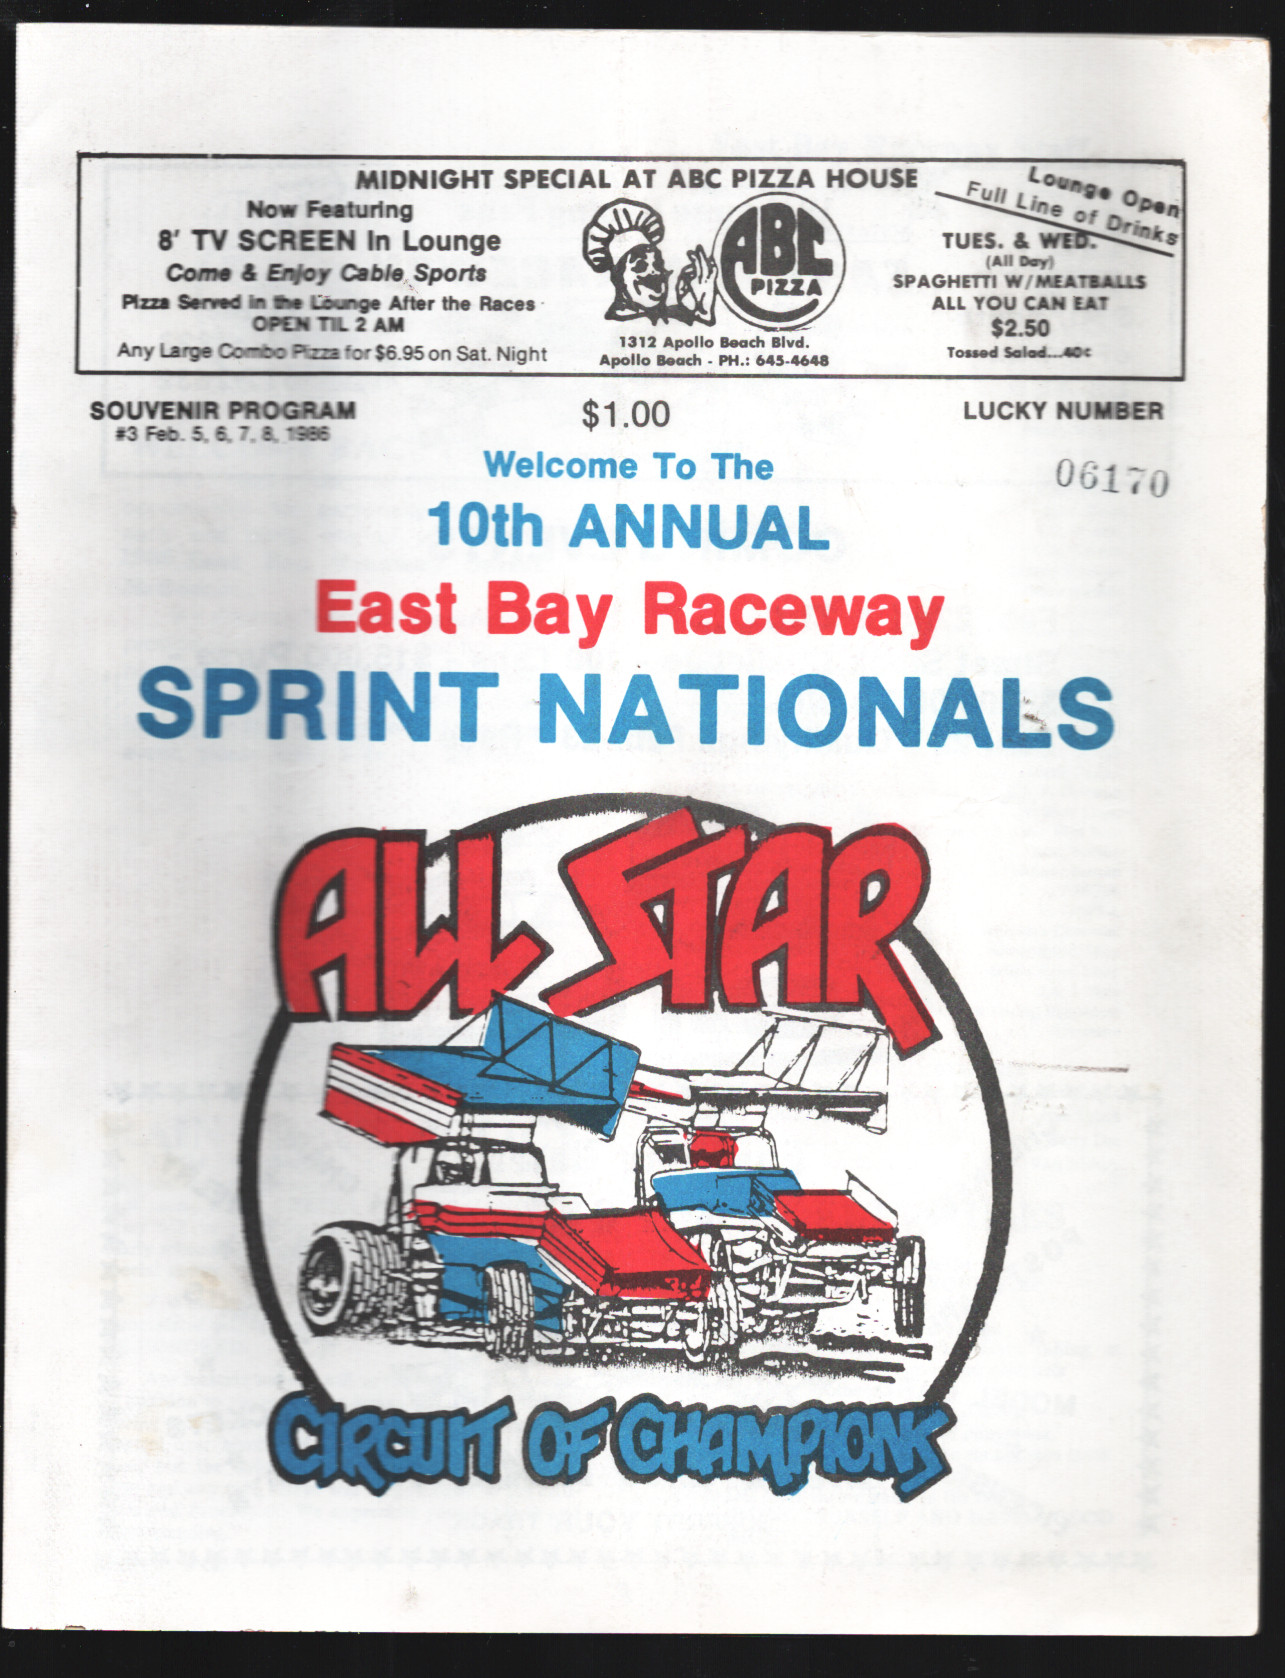 MIDNIGHT SPECIAL AT ABC PIZZA HOUSE
Now Featuring
8' TV SCREEN In Lounge
Come & Enjoy Cable Sports
Pizza Served in the Lounge After the Races
OPEN TIL 2 AM
Any Large Combo Pizza for $6.95 on Sat. Night
ABC
PIZZA
1312 Apollo Beach Blvd.
Apollo Beach - PH.: 645-4648
Lounge Open
Full Line of Drinks
TUES. & WED.
(All Day)
SPAGHETTI W/MEATBALLS
ALL YOU CAN EAT
$2.50
Tossed Salad...40¢
SOUVENIR PROGRAM
#3 Feb. 5, 6, 7, 8, 1986
$1.00
LUCKY NUMBER
06170
Welcome To The
10th ANNUAL
East Bay Raceway
SPRINT NATIONALS
ALL STAR
CIRCUIT OF CHAMPIONS